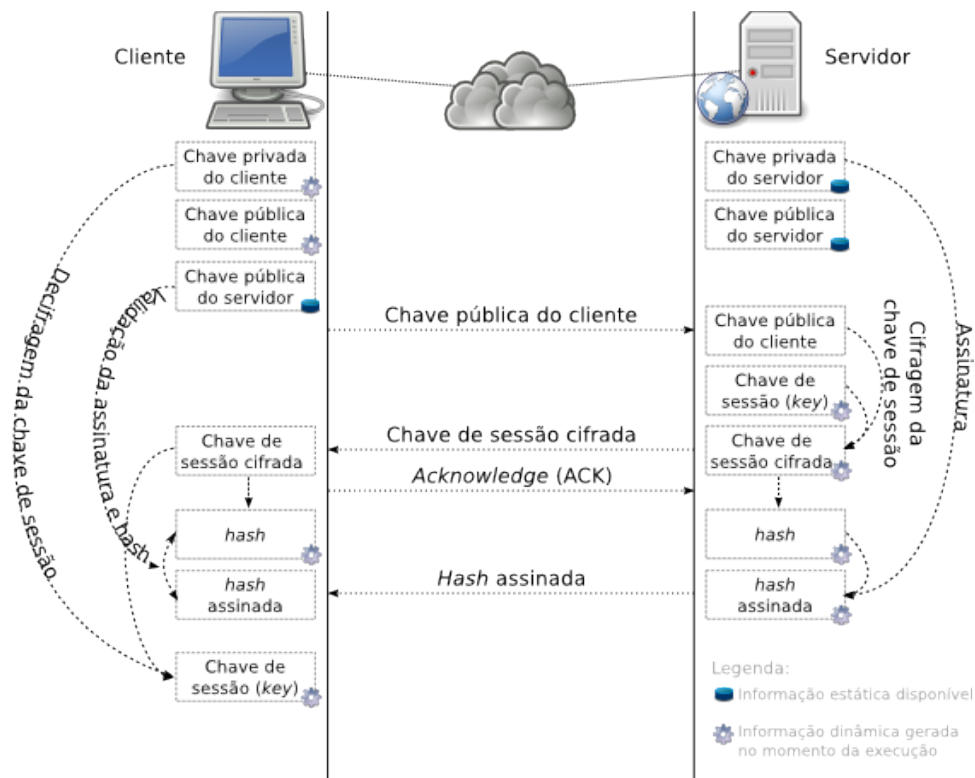 Cliente
Servidor
Chave privada
do cliente
Chave pública
do cliente
Chave pública
do servidor
Chave privada
do servidor
Chave pública
do servidor
Decifragem da chave de sessão
Validação da assinatura e hash
Chave pública do cliente
Chave pública
do cliente
Chave de
sessão (key)
Cifragem da
chave de sessão
Assinatura
Chave de sessão cifrada
Chave de
sessão cifrada
Chave de
sessão cifrada
Acknowledge (ACK)
hash
hash
Hash assinada
hash
assinada
hash
assinada
Chave de
sessão (key)
Legenda:
Informação estática disponível
Informação dinâmica gerada
no momento da execução